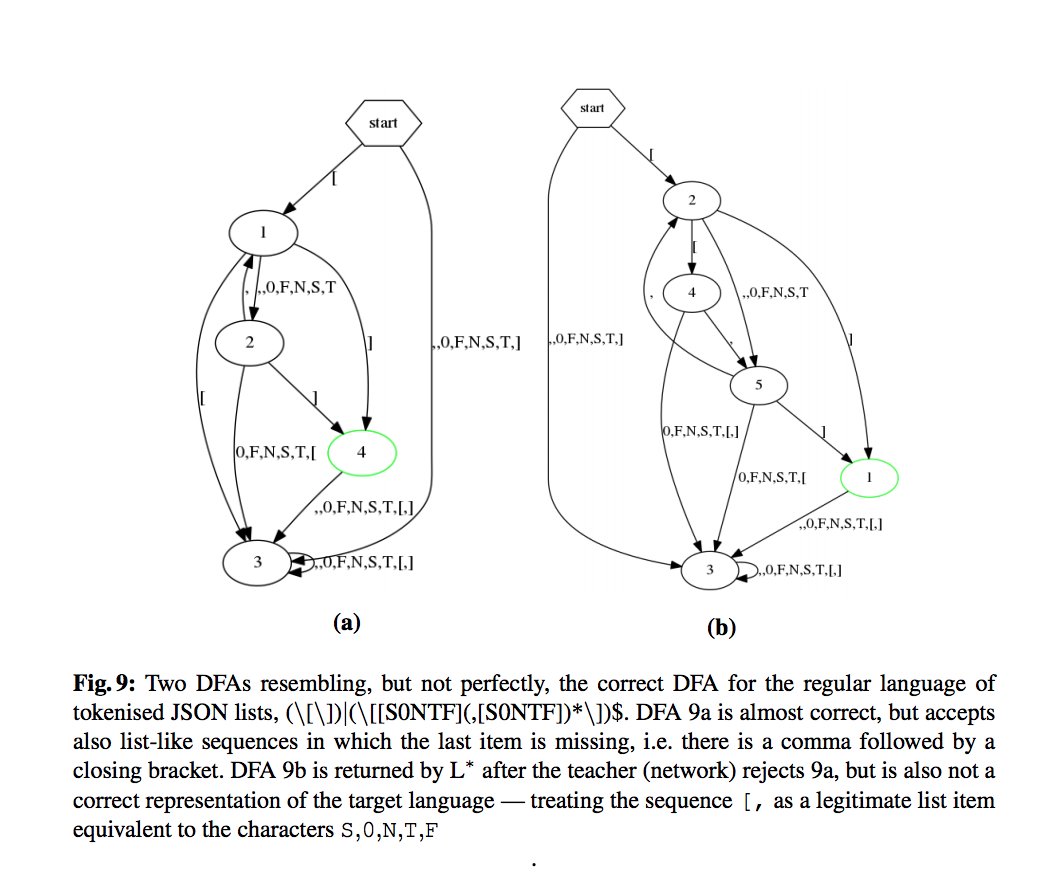 start
[
1
,
,,0,F,N,S,T
2
]
,,0,F,N,S,T,]
[
]
0,F,N,S,T,[
4
,,0,F,N,S,T,[,]
3
,,0,F,N,S,T,[,]
(a)
start
[
2
[
,
4
,,0,F,N,S,T
]
,,0,F,N,S,T,]
,
5
0,F,N,S,T,[,]
]
0,F,N,S,T,[
1
,,0,F,N,S,T,[,]
3
,,0,F,N,S,T,[,]
(b)
Fig. 9: Two DFAs resembling, but not perfectly, the correct DFA for the regular language of
tokenised JSON lists, (\[\])|(\[[S0NTF](,[S0NTF])*\])$. DFA 9a is almost correct, but accepts
also list-like sequences in which the last item is missing, i.e. there is a comma followed by a
closing bracket. DFA 9b is returned by L* after the teacher (network) rejects 9a, but is also not a
correct representation of the target language — treating the sequence [, as a legitimate list item
equivalent to the characters S,0,N,T,F
.